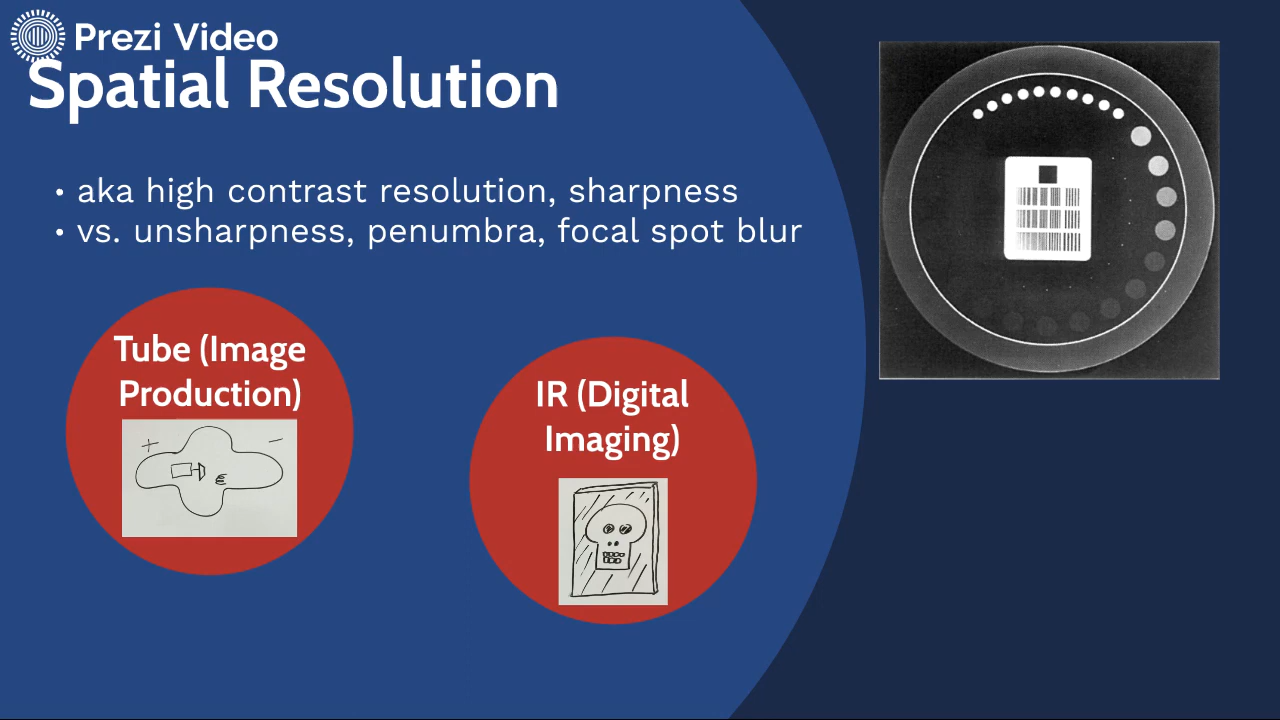 Prezi Video
Spatial Resolution
• aka high contrast resolution, sharpness
• vs. unsharpness, penumbra, focal spot blur
Tube (Image
Production)
+ −
IR (Digital
Imaging)